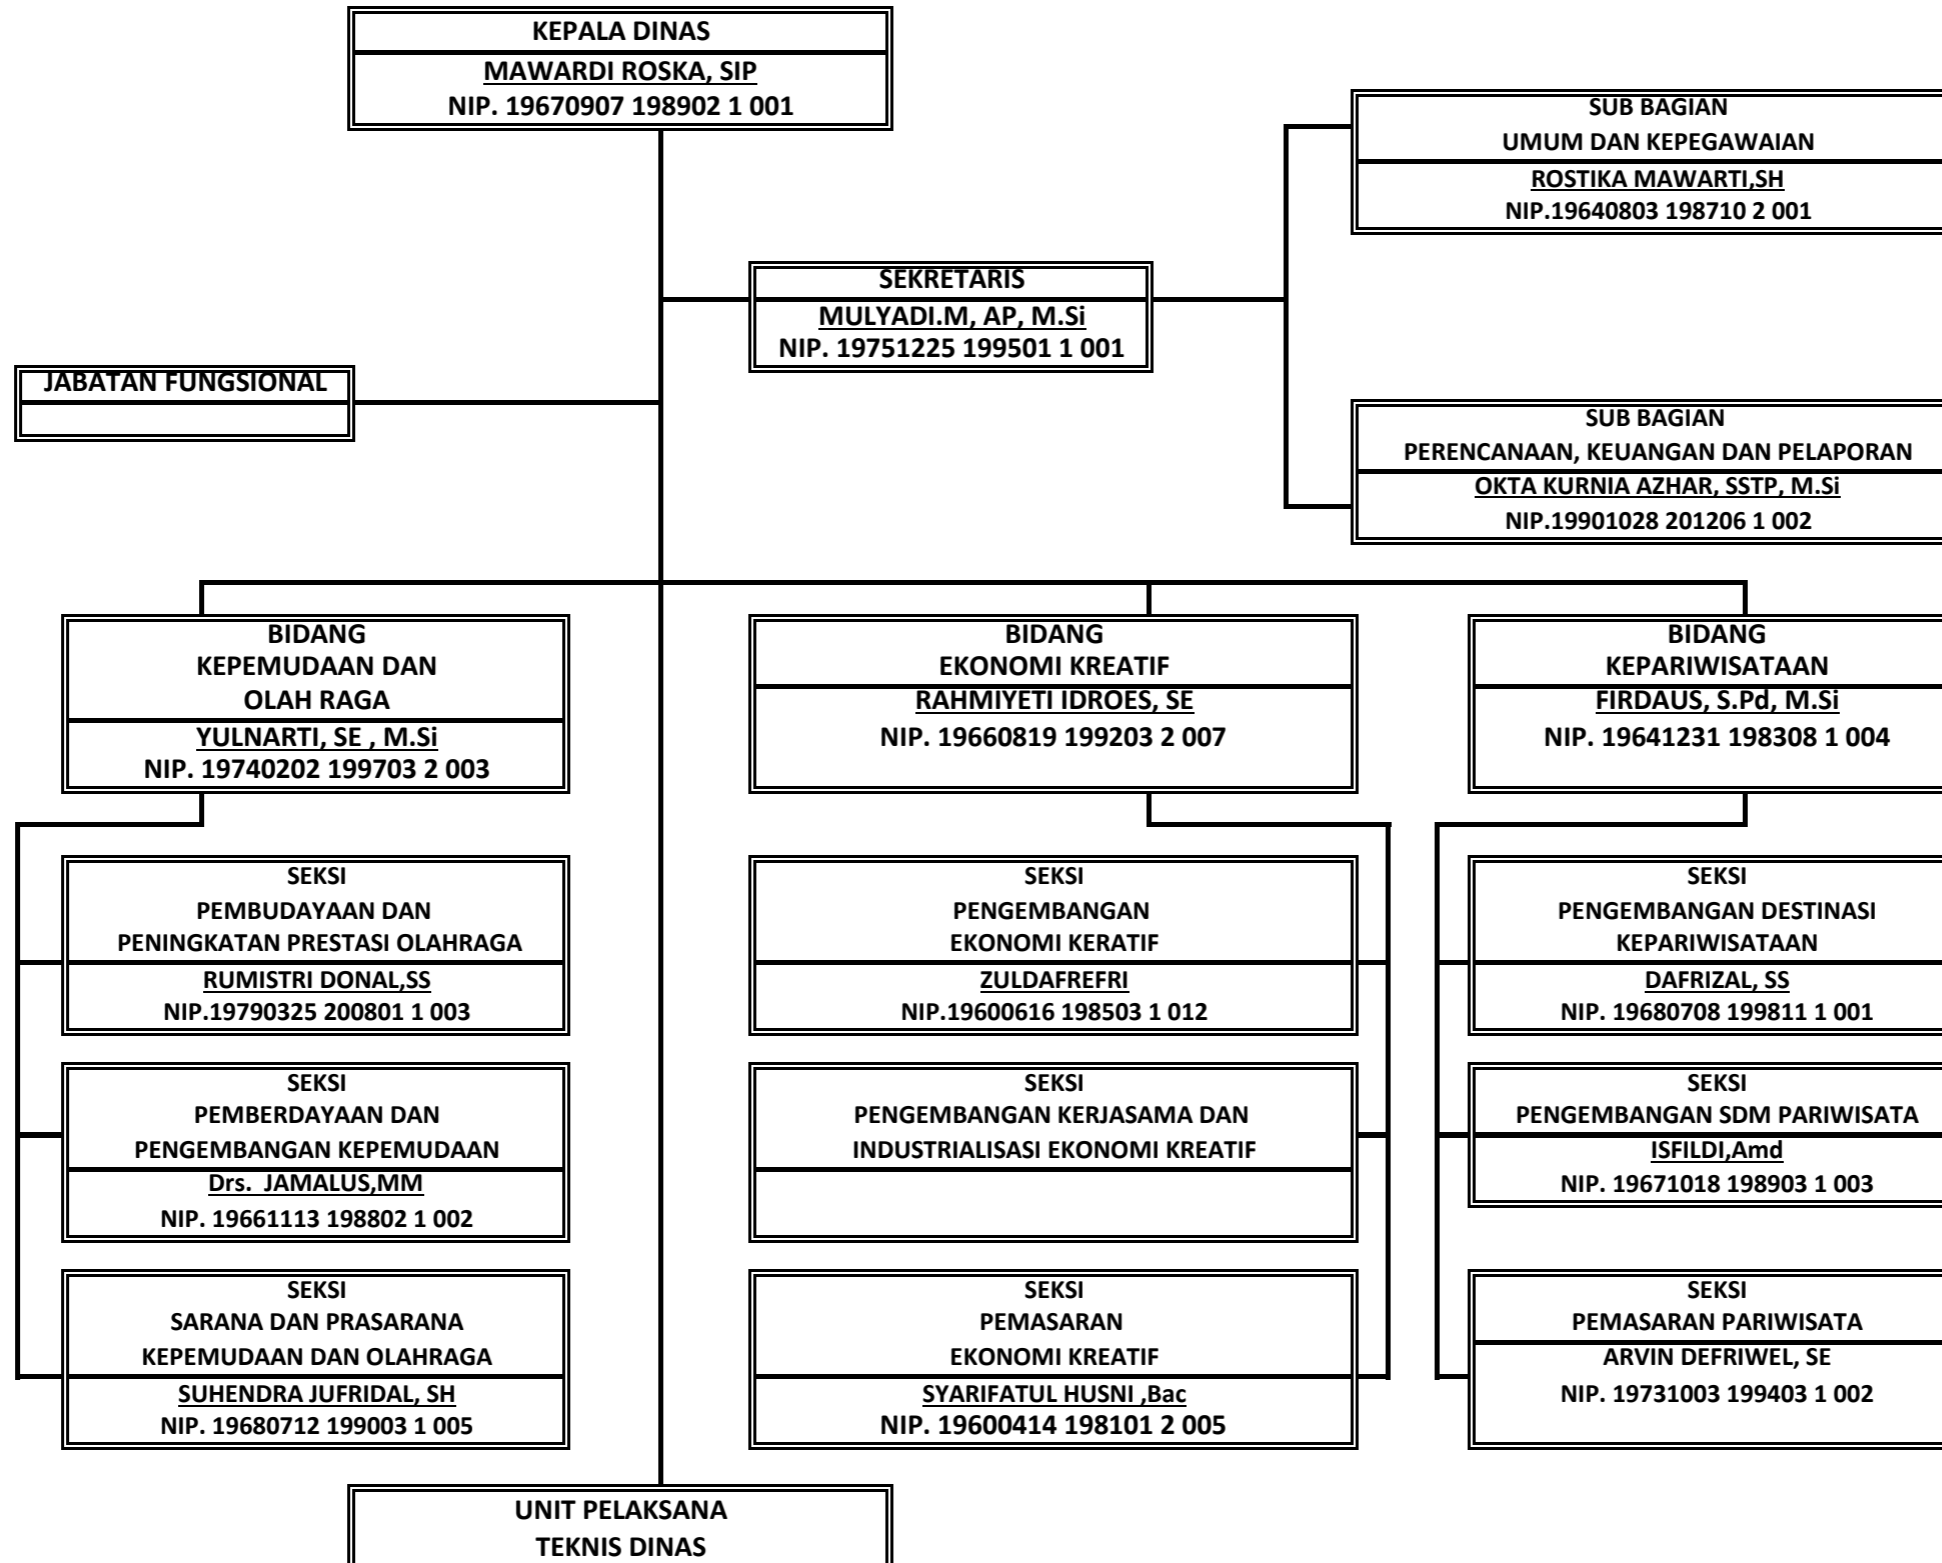 KEPALA DINAS
MAWARDI ROSKA, SIP
NIP. 19670907 198902 1 001
SUB BAGIAN
UMUM DAN KEPEGAWAIAN
ROSTIKA MAWARTI,SH
NIP.19640803 198710 2 001
SEKRETARIS
MULYADI.M, AP, M.Si
NIP. 19751225 199501 1 001
JABATAN FUNGSIONAL
SUB BAGIAN
PERENCANAAN, KEUANGAN DAN PELAPORAN
OKTA KURNIA AZHAR, SSTP, M.Si
NIP.19901028 201206 1 002
BIDANG
KEPEMUDAAN DAN
OLAH RAGA
YULNARTI, SE , M.Si
NIP. 19740202 199703 2 003
BIDANG
EKONOMI KREATIF
RAHMIYETI IDROES, SE
NIP. 19660819 199203 2 007
BIDANG
KEPARIWISATAAN
FIRDAUS, S.Pd, M.Si
NIP. 19641231 198308 1 004
SEKSI
PEMBUDAYAAN DAN
PENINGKATAN PRESTASI OLAHRAGA
RUMISTRI DONAL,SS
NIP.19790325 200801 1 003
SEKSI
PENGEMBANGAN
EKONOMI KERATIF
ZULDAFREFRI
NIP.19600616 198503 1 012
SEKSI
PENGEMBANGAN DESTINASI
KEPARIWISATAAN
DAFRIZAL, SS
NIP. 19680708 199811 1 001
SEKSI
PEMBERDAYAAN DAN
PENGEMBANGAN KEPEMUDAAN
Drs.  JAMALUS,MM
NIP. 19661113 198802 1 002
SEKSI
PENGEMBANGAN KERJASAMA DAN
INDUSTRIALISASI EKONOMI KREATIF
SEKSI
PENGEMBANGAN SDM PARIWISATA
ISFILDI,Amd
NIP. 19671018 198903 1 003
SEKSI
SARANA DAN PRASARANA
KEPEMUDAAN DAN OLAHRAGA
SUHENDRA JUFRIDAL, SH
NIP. 19680712 199003 1 005
SEKSI
PEMASARAN
EKONOMI KREATIF
SYARIFATUL HUSNI ,Bac
NIP. 19600414 198101 2 005
SEKSI
PEMASARAN PARIWISATA
ARVIN DEFRIWEL, SE
NIP. 19731003 199403 1 002
UNIT PELAKSANA
TEKNIS DINAS